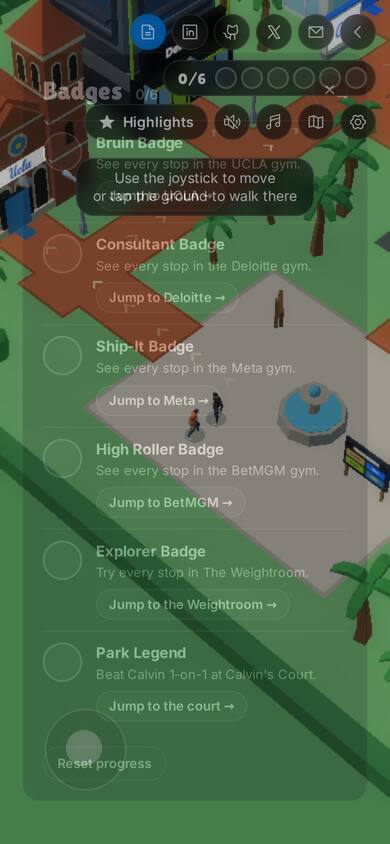 0/6
Badges 0/6
Highlights
Bruin Badge
See every stop in the UCLA gym.
Use the joystick to move
or tap the ground to walk there
Ucla
Consultant Badge
See every stop in the Deloitte gym.
Jump to Deloitte →
Ship-It Badge
See every stop in the Meta gym.
Jump to Meta →
High Roller Badge
See every stop in the BetMGM gym.
Jump to BetMGM →
Explorer Badge
Try every stop in The Weightroom.
Jump to the Weightroom →
Park Legend
Beat Calvin 1-on-1 at Calvin's Court.
Jump to the court →
Reset progress